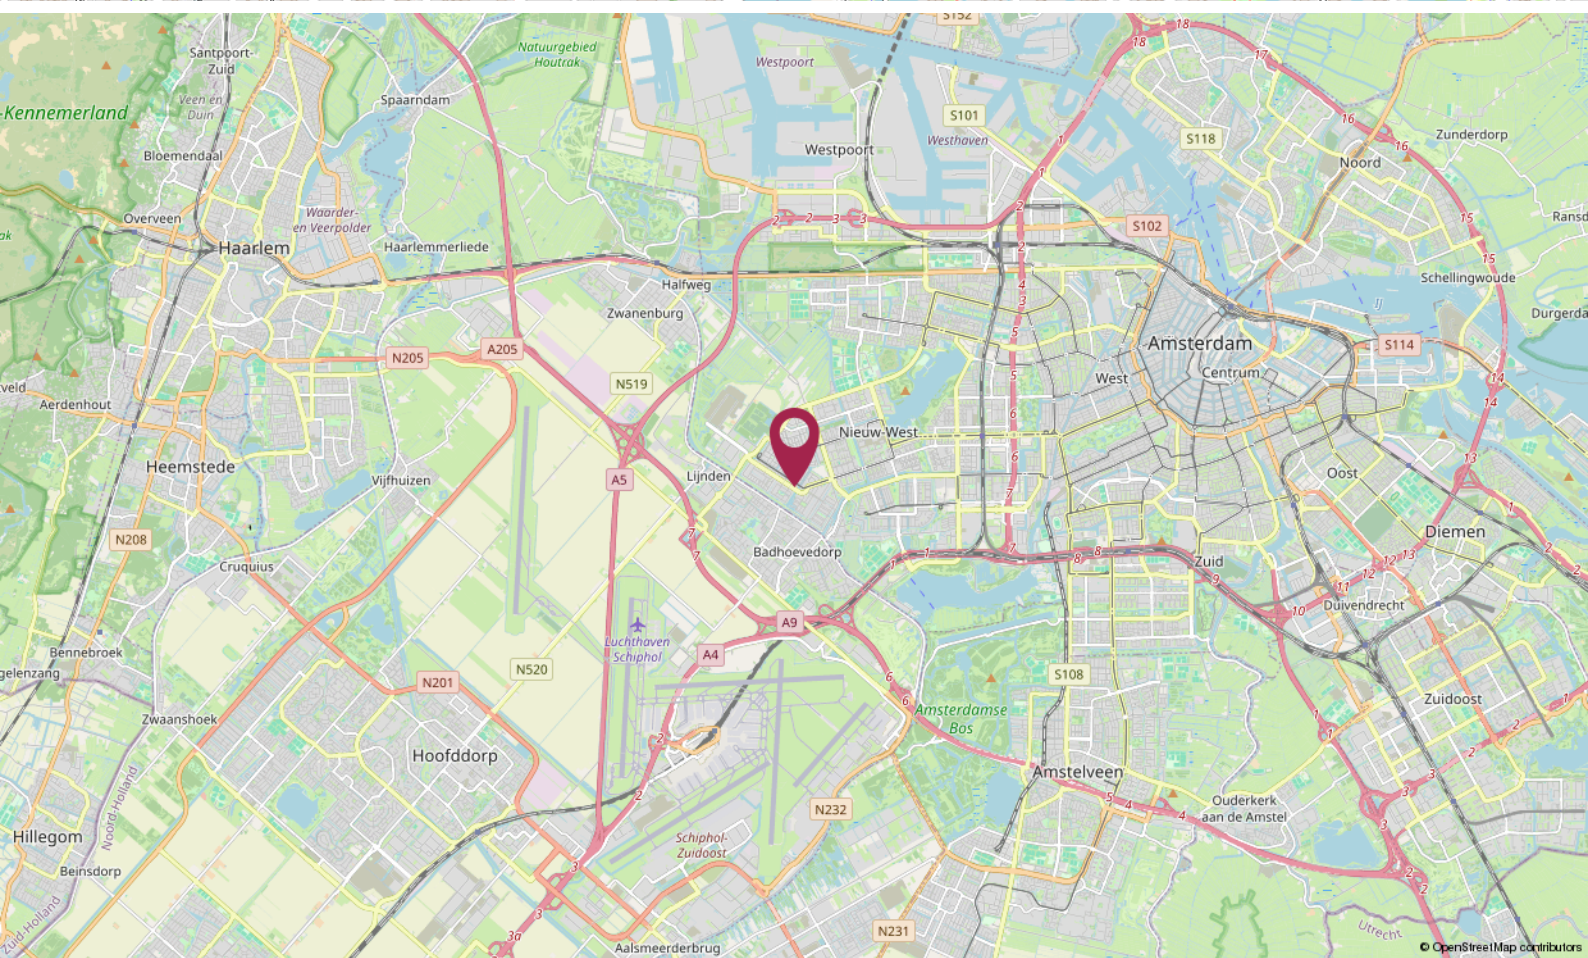 S152
18
18
17
Santpoort-
Zuid
Natuurgebied
Houtrak
Westpoort
-Kennemerland
Veen en
Duin
Spaarndam
S101
16
16
Zunderdorp
S118
Westhaven
1
Bloemendaal
Westpoort
Noord
1
Overveen
Waarder-
en Veerpolder
2
2
3
3
2
S102
15
Ransd
Haarlem
Haarlemmerliede
2
15
Halfweg
4
Schellingwoude
3
IJ
Zwanenburg
Durgerda
5
Amsterdam
S114
A205
N205
N519
Centrum
West
5
14
14
Aerdenhout
6
Nieuw-West
6
13
Heemstede
Vijfhuizen
A5
Lijnden
Oost
7
7
N208
7
Badhoevedorp
1
1
7
8
8
Diemen
2
2
Cruquius
Zuid
9
12
13
12
11
10
Duivendrecht
A9
Luchthaven
Schiphol
Bennebroek
A4
gelenzang
N520
N201
6
6
S108
Zuidoost
1
Zwaanshoek
Amsterdamse
Bos
1
1
2
2
2
Hoofddorp
Amstelveen
3
2
5
4
4
3
Ouderkerk
aan de Amstel
N232
3
Noord-Holland
Hillegom
Schiphol-
Zuidoost
3
Beinsdorp
2
2
3
Zuid-Holland
N231
Utrecht
3a
Aalsmeerderbrug
© OpenStreetMap contributors